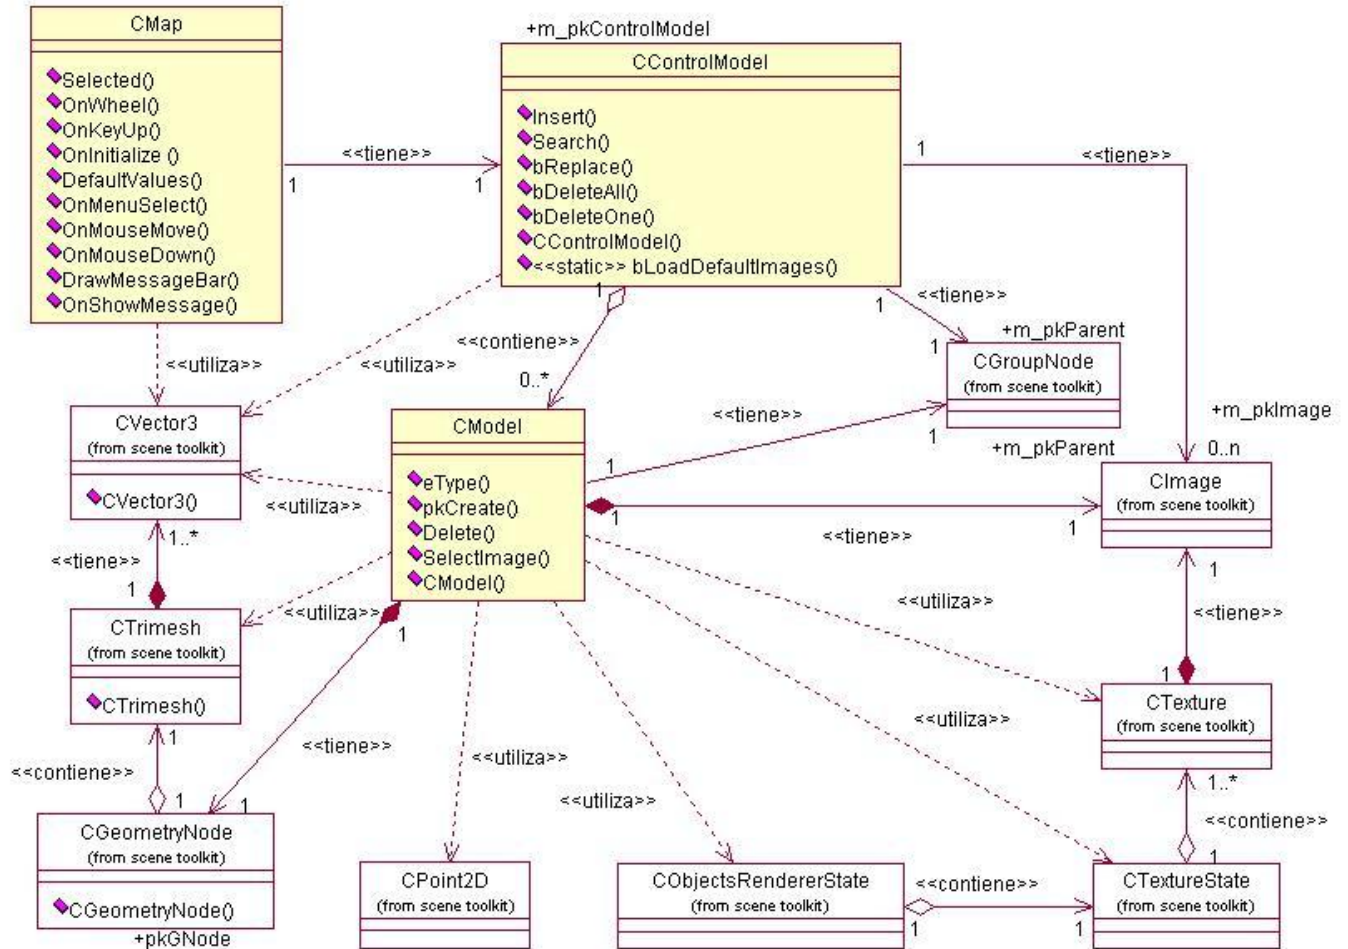 CMap
Selected()
OnWheel()
OnKeyUp()
OnInitialize ()
DefaultValues()
OnMenuSelect()
OnMouseMove()
OnMouseDown()
DrawMessageBar()
OnShowMessage()
<<tiene>>
1
1
+m_pkControlModel
CControlModel
Insert()
Search()
bReplace()
bDeleteAll()
bDeleteOne()
CControlModel()
<<static>> bLoadDefaultImages()
1
<<tiene>>
+m_pkImage
0..n
1
<<tiene>>
+m_pkParent
1
CGroupNode
(from scene toolkit)
1
<<contiene>>
0..*
<<utiliza>>
<<utiliza>>
CVector3
(from scene toolkit)
CVector3()
CModel
eType()
pkCreate()
Delete()
SelectImage()
CModel()
<<tiene>>
1
1
+m_pkParent
CImage
(from scene toolkit)
<<utiliza>>
1
<<tiene>>
1
1..*
<<tiene>>
1
CTrimesh
(from scene toolkit)
CTrimesh()
<<utiliza>>
1
<<utiliza>>
1
<<tiene>>
1
CTexture
(from scene toolkit)
1
<<contiene>>
1
<<tiene>>
1
<<utiliza>>
<<utiliza>>
<<utiliza>>
1..*
<<contiene>>
1
CGeometryNode
(from scene toolkit)
CGeometryNode()
+pkGNode
CPoint2D
(from scene toolkit)
CObjectsRendererState
(from scene toolkit)
<<contiene>>
1
1
CTextureState
(from scene toolkit)